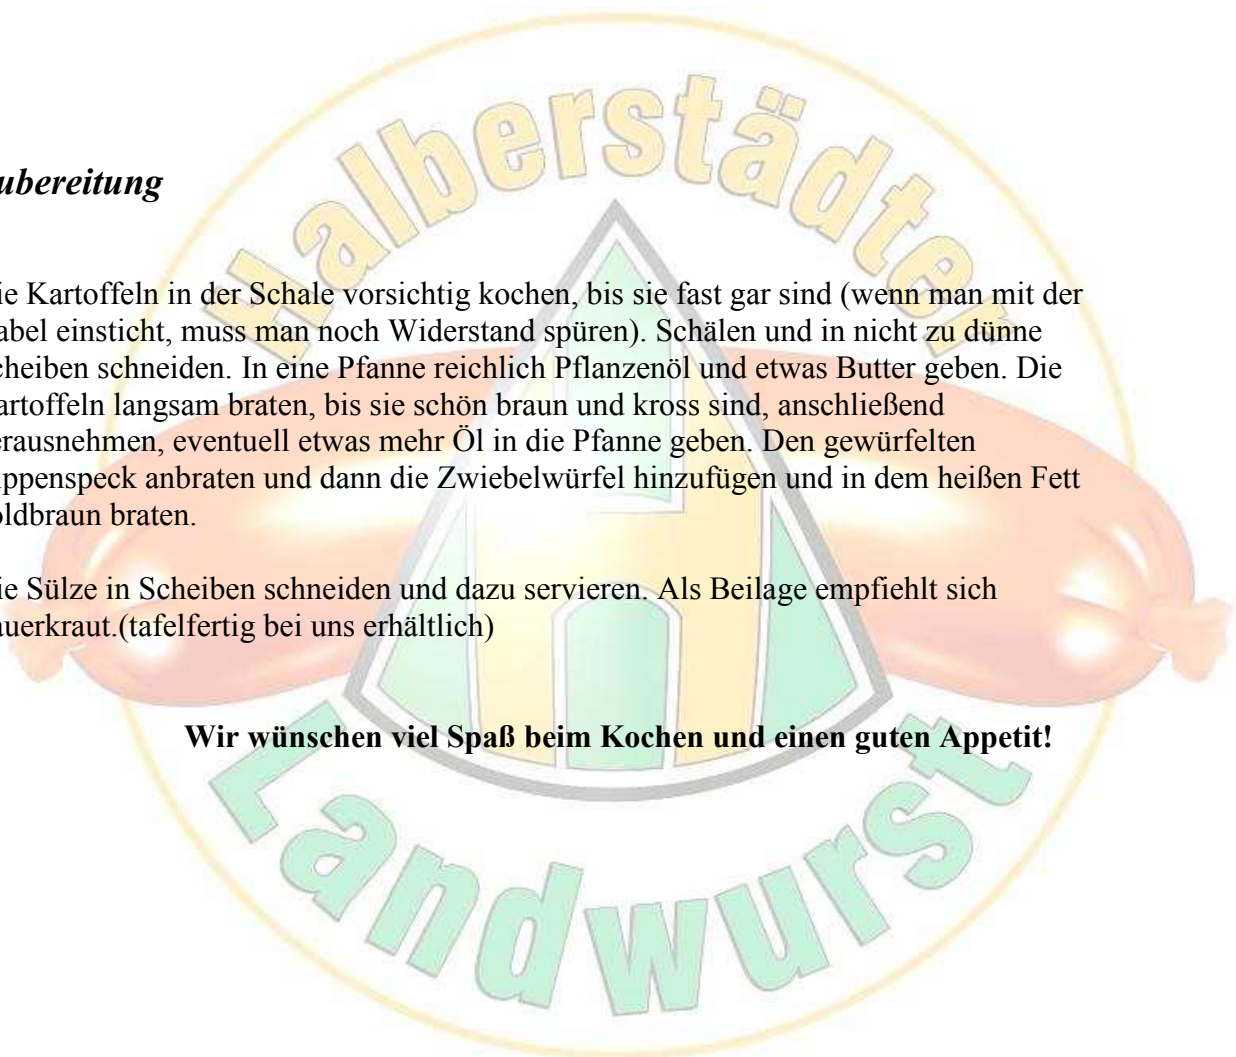 Halberstädter
ubereitung
ie Kartoffeln in der Schale vorsichtig kochen, bis sie fast gar sind (wenn man mit der
abel einsticht, muss man noch Widerstand spüren). Schälen und in nicht zu dünne
cheiben schneiden. In eine Pfanne reichlich Pflanzenöl und etwas Butter geben. Die
artoffeln langsam braten, bis sie schön braun und kross sind, anschließend
erausnehmen, eventuell etwas mehr Öl in die Pfanne geben. Den gewürfelten
ippenspeck anbraten und dann die Zwiebelwürfel hinzufügen und in dem heißen Fett
oldbraun braten.
ie Sülze in Scheiben schneiden und dazu servieren. Als Beilage empfiehlt sich
auerkraut.(tafelfertig bei uns erhältlich)
Wir wünschen viel Spaß beim Kochen und einen guten Appetit!
H
Landwurst